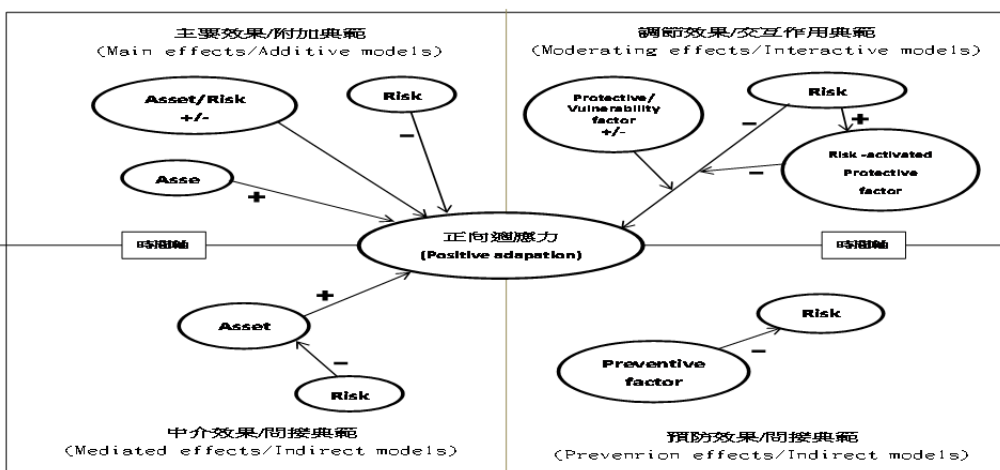 主要效果/附加典範
(Main effects/Additive models)
調節效果/交互作用典範
(Moderating effects/Interactive models)
Asset/Risk
+/-
Risk
−
Asse
+
Protective/
Vulnerability
factor
+/-
Risk
−
+
Risk -activated
Protective
factor
−
正向適應力
(Positive adapation)
時間軸
時間軸
+
Asset
−
Risk
Risk
−
Preventive
factor
中介效果/間接典範
(Mediated effects/Indirect models)
預防效果/間接典範
(Prevenrion effects/Indirect models)